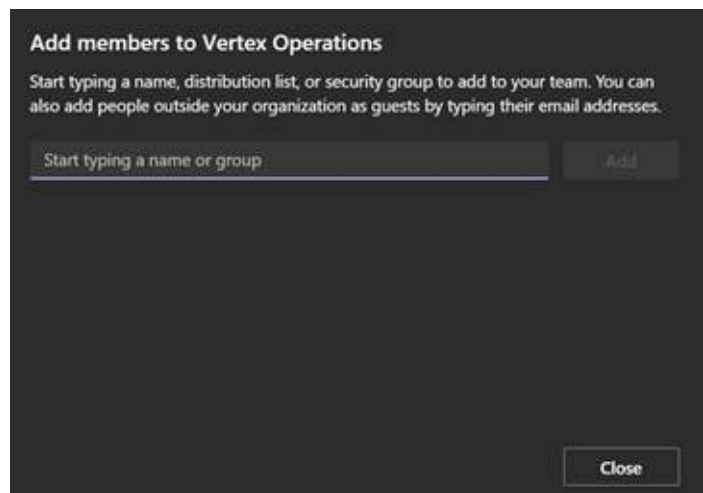 Add members to Vertex Operations
Start typing a name, distribution list, or security group to add to your team. You can
also add people outside your organization as guests by typing their email addresses.
Start typing a name or group
Add
Close